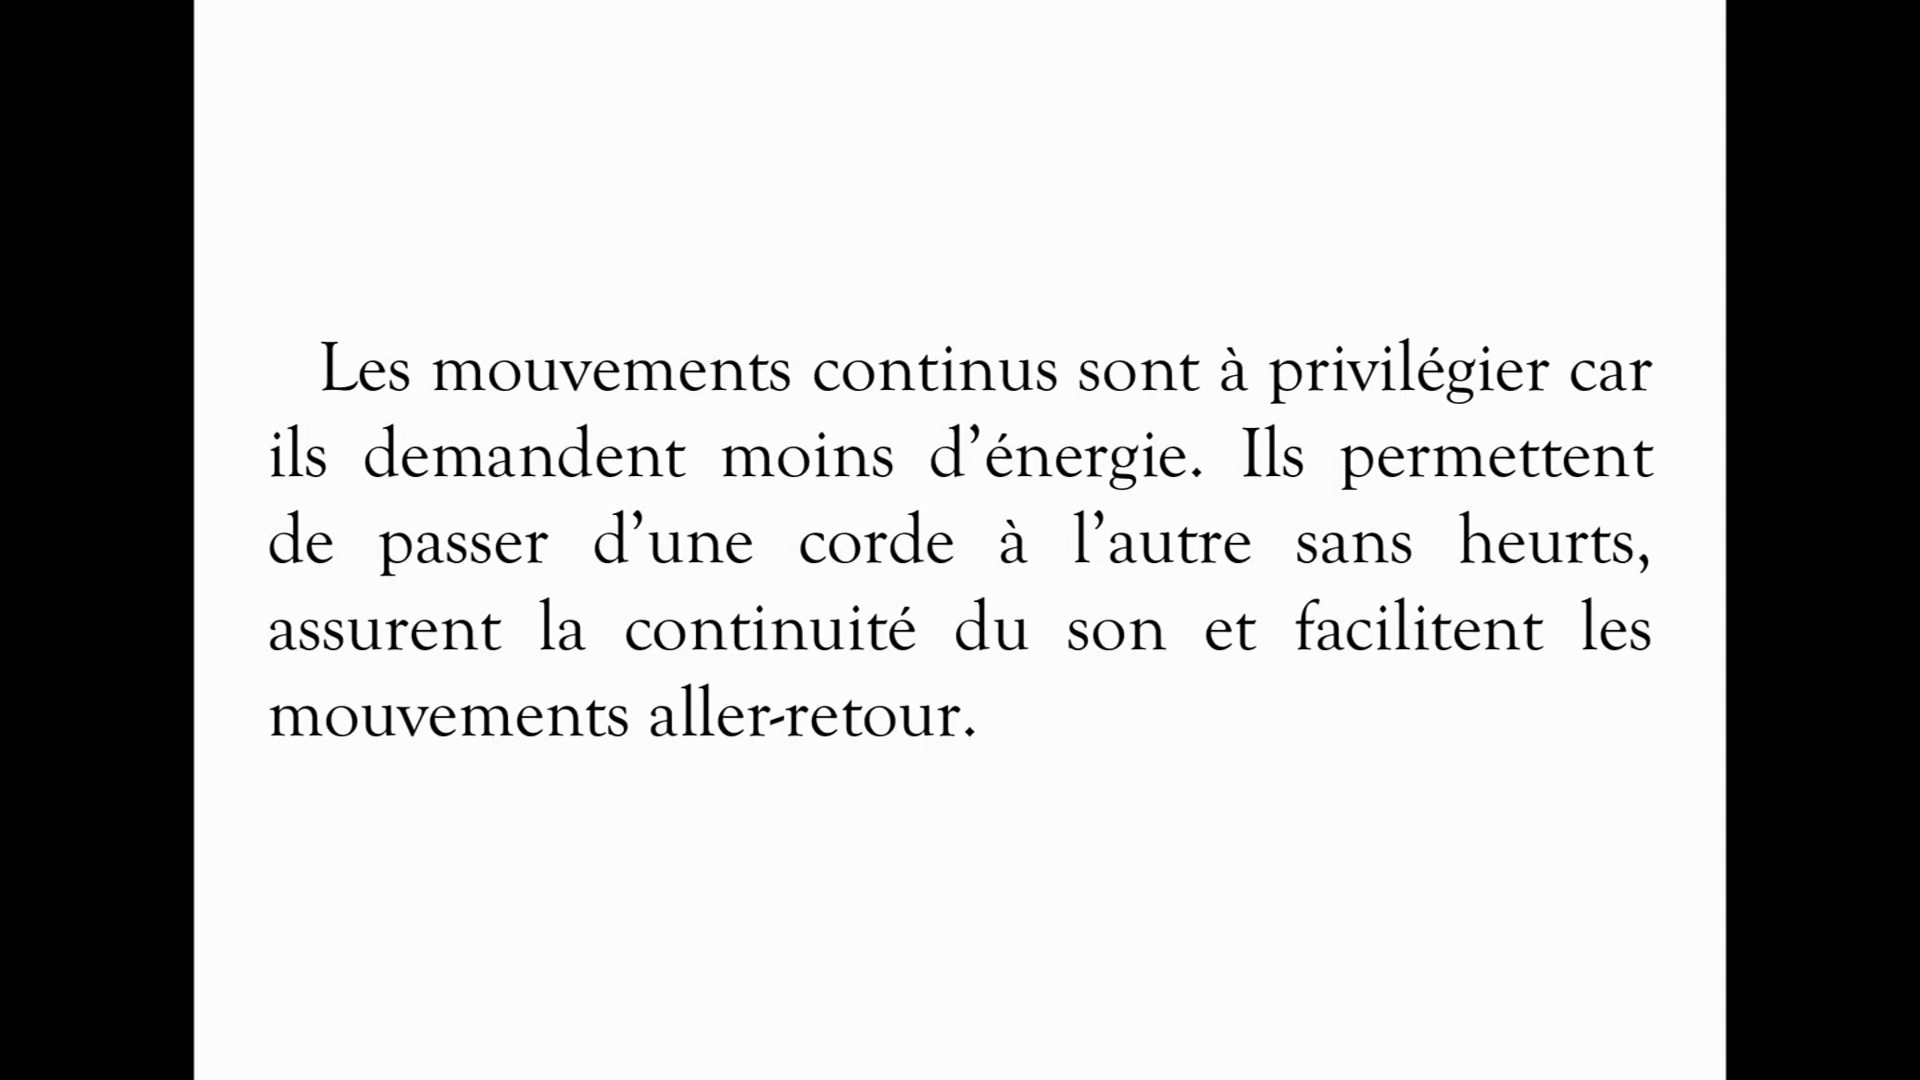 Les mouvements continus sont à privilégier car
ils demandent moins d’énergie. Ils permettent
de passer d’une corde à l’autre sans heurts,
assurent la continuité du son et facilitent les
mouvements aller-retour.